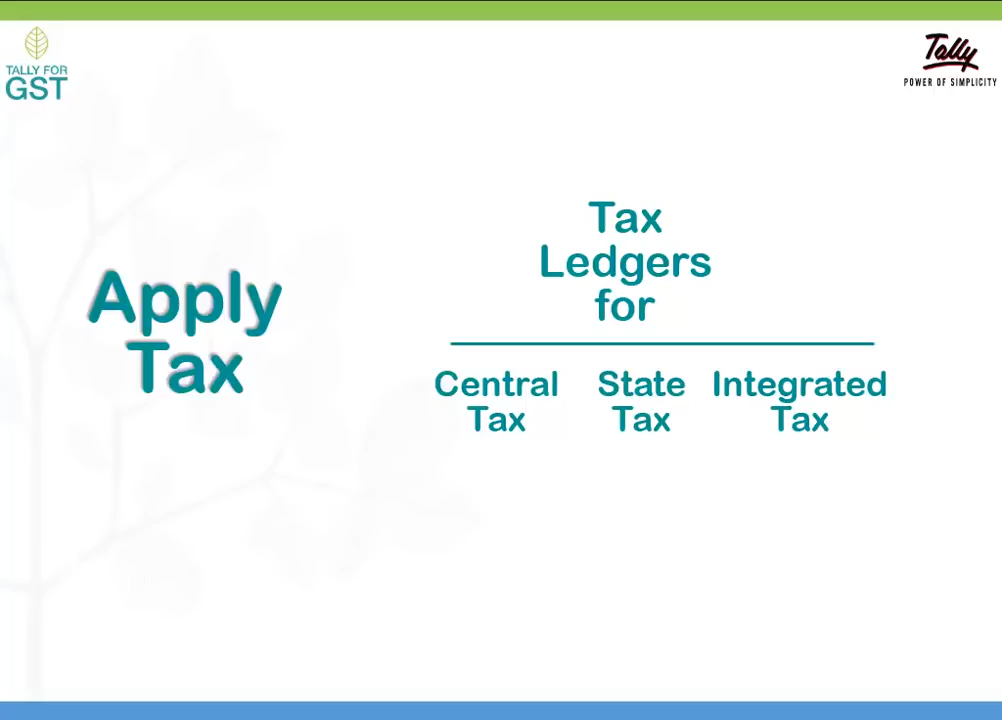 TALLY FOR
GST
Tally
POWER OF SIMPLICITY
Apply
Tax
Tax
Ledgers
for
Central State Integrated
Tax Tax Tax